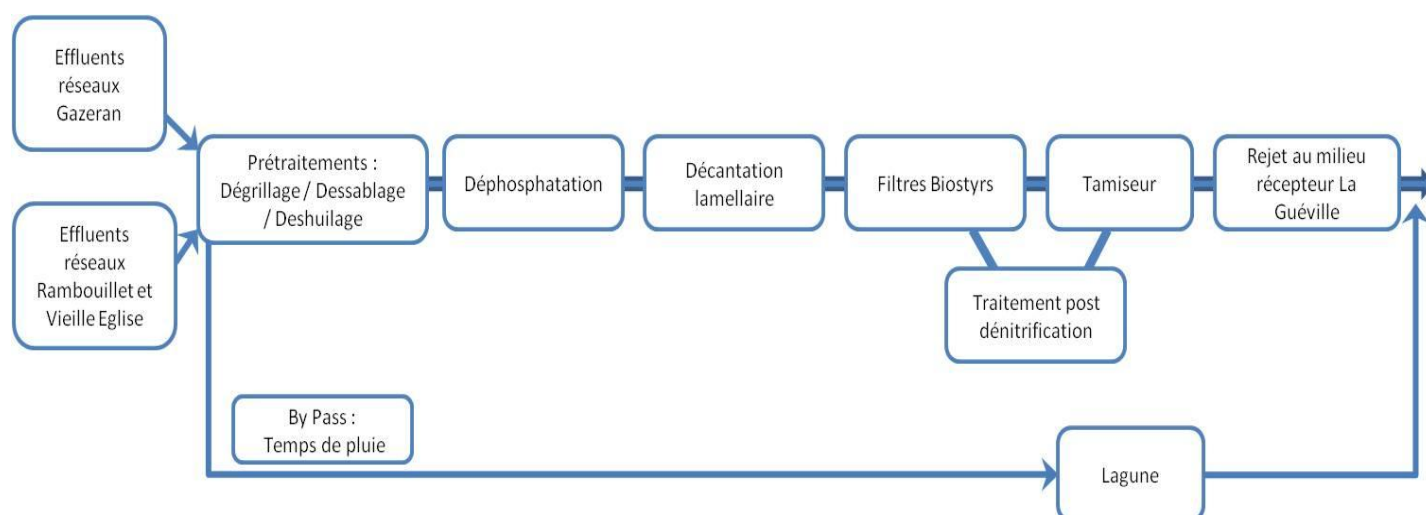 Effluents
réseaux
Gazeran
Effluents
réseaux
Rambouillet et
Vieille Eglise
Prétraitements :
Dégrillage / Dessablage
/ Deshuilage
Déphosphatation
Décantation
lamellaire
Filtres Biostyrs
Tamiseur
Rejet au milieu
récepteur La
Guéville
Traitement post
dénitrification
By Pass :
Temps de pluie
Lagune